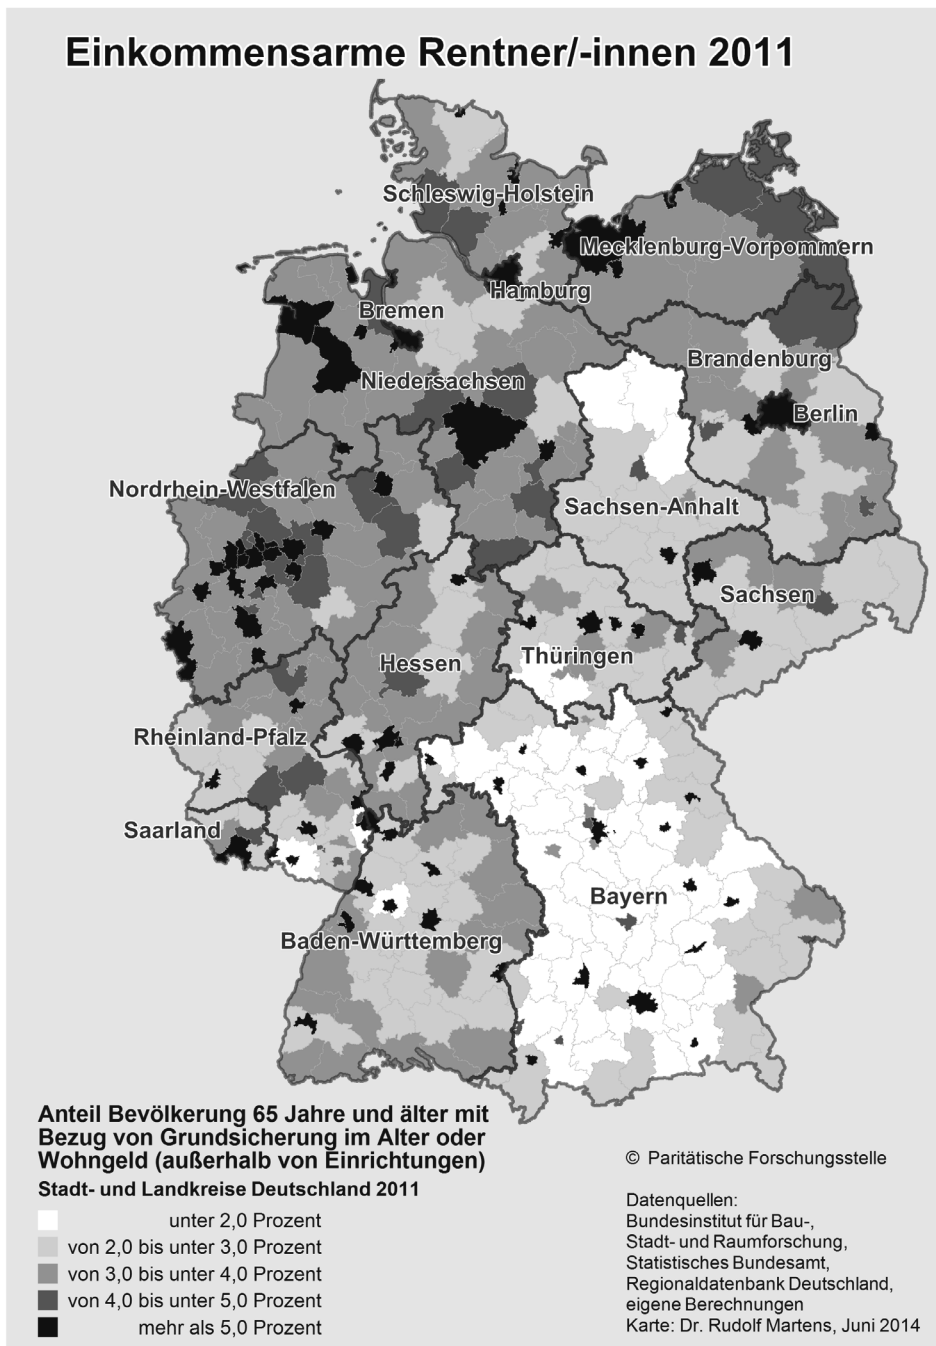 Einkommensarme Rentner/-innen 2011
Schleswig-Holstein
Mecklenburg-Vorpommern
Hamburg
Bremen
Brandenburg
Niedersachsen
Berlin
Nordrhein-Westfalen
Sachsen-Anhalt
Sachsen
Hessen
Thüringen
Rheinland-Pfalz
Saarland
Bayern
Baden-Württemberg
Anteil Bevölkerung 65 Jahre und älter mit
Bezug von Grundsicherung im Alter oder
Wohngeld (außerhalb von Einrichtungen)
Stadt- und Landkreise Deutschland 2011
unter 2,0 Prozent
von 2,0 bis unter 3,0 Prozent
von 3,0 bis unter 4,0 Prozent
von 4,0 bis unter 5,0 Prozent
mehr als 5,0 Prozent
© Paritätische Forschungsstelle
Datenquellen:
Bundesinstitut für Bau-,
Stadt- und Raumforschung,
Statistisches Bundesamt,
Regionaldatenbank Deutschland,
eigene Berechnungen
Karte: Dr. Rudolf Martens, Juni 2014